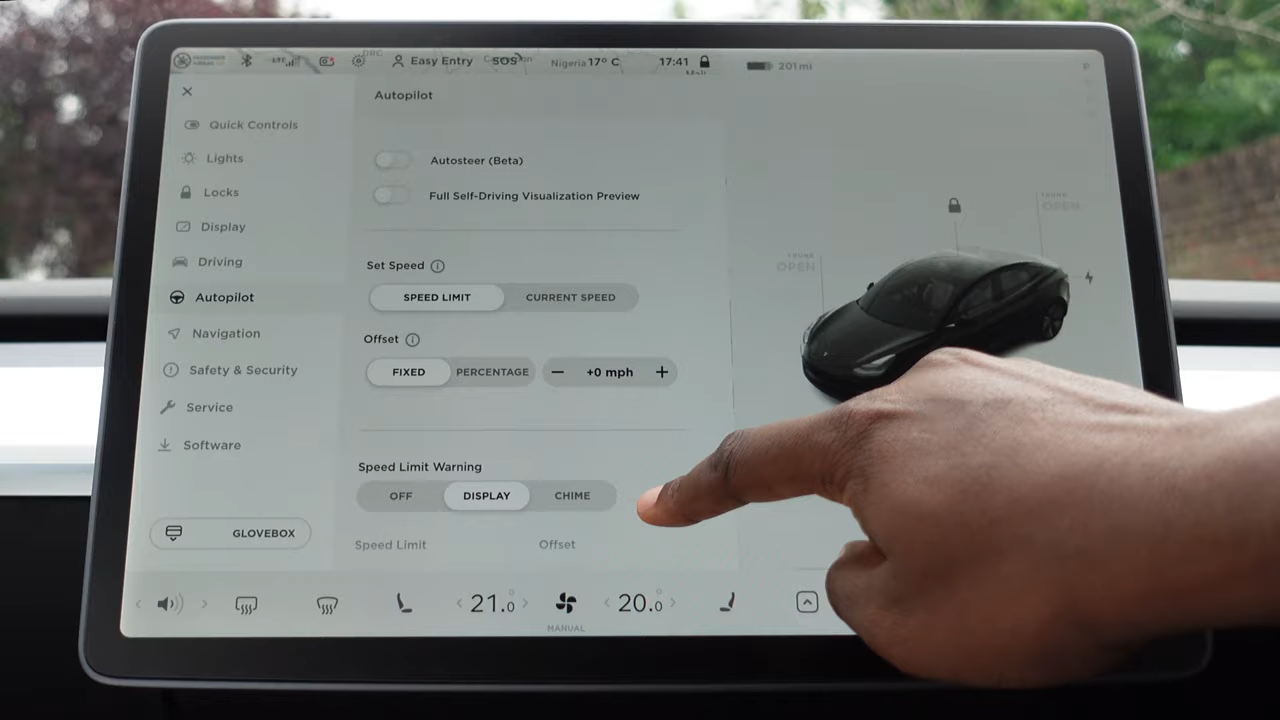 LTE Easy Entry SOS Nigeria 17° C 17:41 201 mi P
Autopilot
Quick Controls
Lights
Locks
Display
Driving
Autopilot
Navigation
Safety & Security
Service
Software
GLOVEBOX
Autosteer (Beta)
Full Self-Driving Visualization Preview
Set Speed
SPEED LIMIT CURRENT SPEED
Offset
FIXED PERCENTAGE +0 mph
Speed Limit Warning
OFF DISPLAY CHIME
Speed Limit Offset
TRUNK
OPEN
OPEN
21.0 20.0
MANUAL